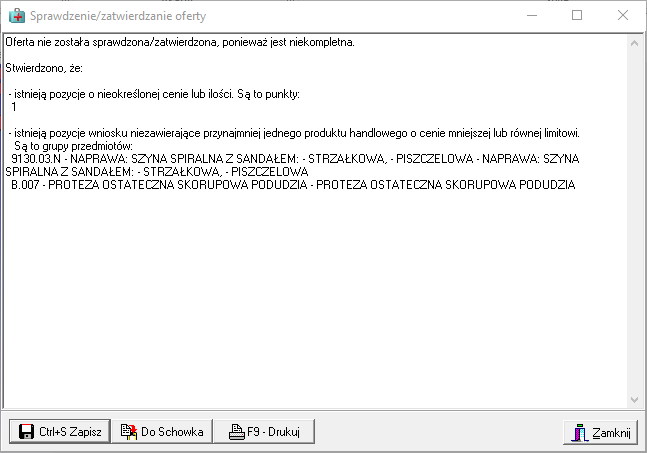 Sprawdzenie/zatwierdzanie oferty
Oferta nie została sprawdzona/zatwierdzona, ponieważ jest niekompletna.
Stwierdzono, że:
- istnieją pozycje o nieokreślonej cenie lub ilości. Są to punkty:
1
- istnieją pozycje wniosku niezawierające przynajmniej jednego produktu handlowego o cenie mniejszej lub równej limitowi.
Są to grupy przedmiotów:
9130.03.N - NAPRAWA: SZYNA SPIRALNA Z SANDAŁEM: - STRZAŁKOWA, - PISZCZELOWA - NAPRAWA: SZYNA
SPIRALNA Z SANDAŁEM: - STRZAŁKOWA, - PISZCZELOWA
B.007 - PROTEZA OSTATECZNA SKORUPOWA PODUDZIA - PROTEZA OSTATECZNA SKORUPOWA PODUDZIA
Ctrl+S Zapisz
Do Schowka
F9 - Drukuj
Zamknij